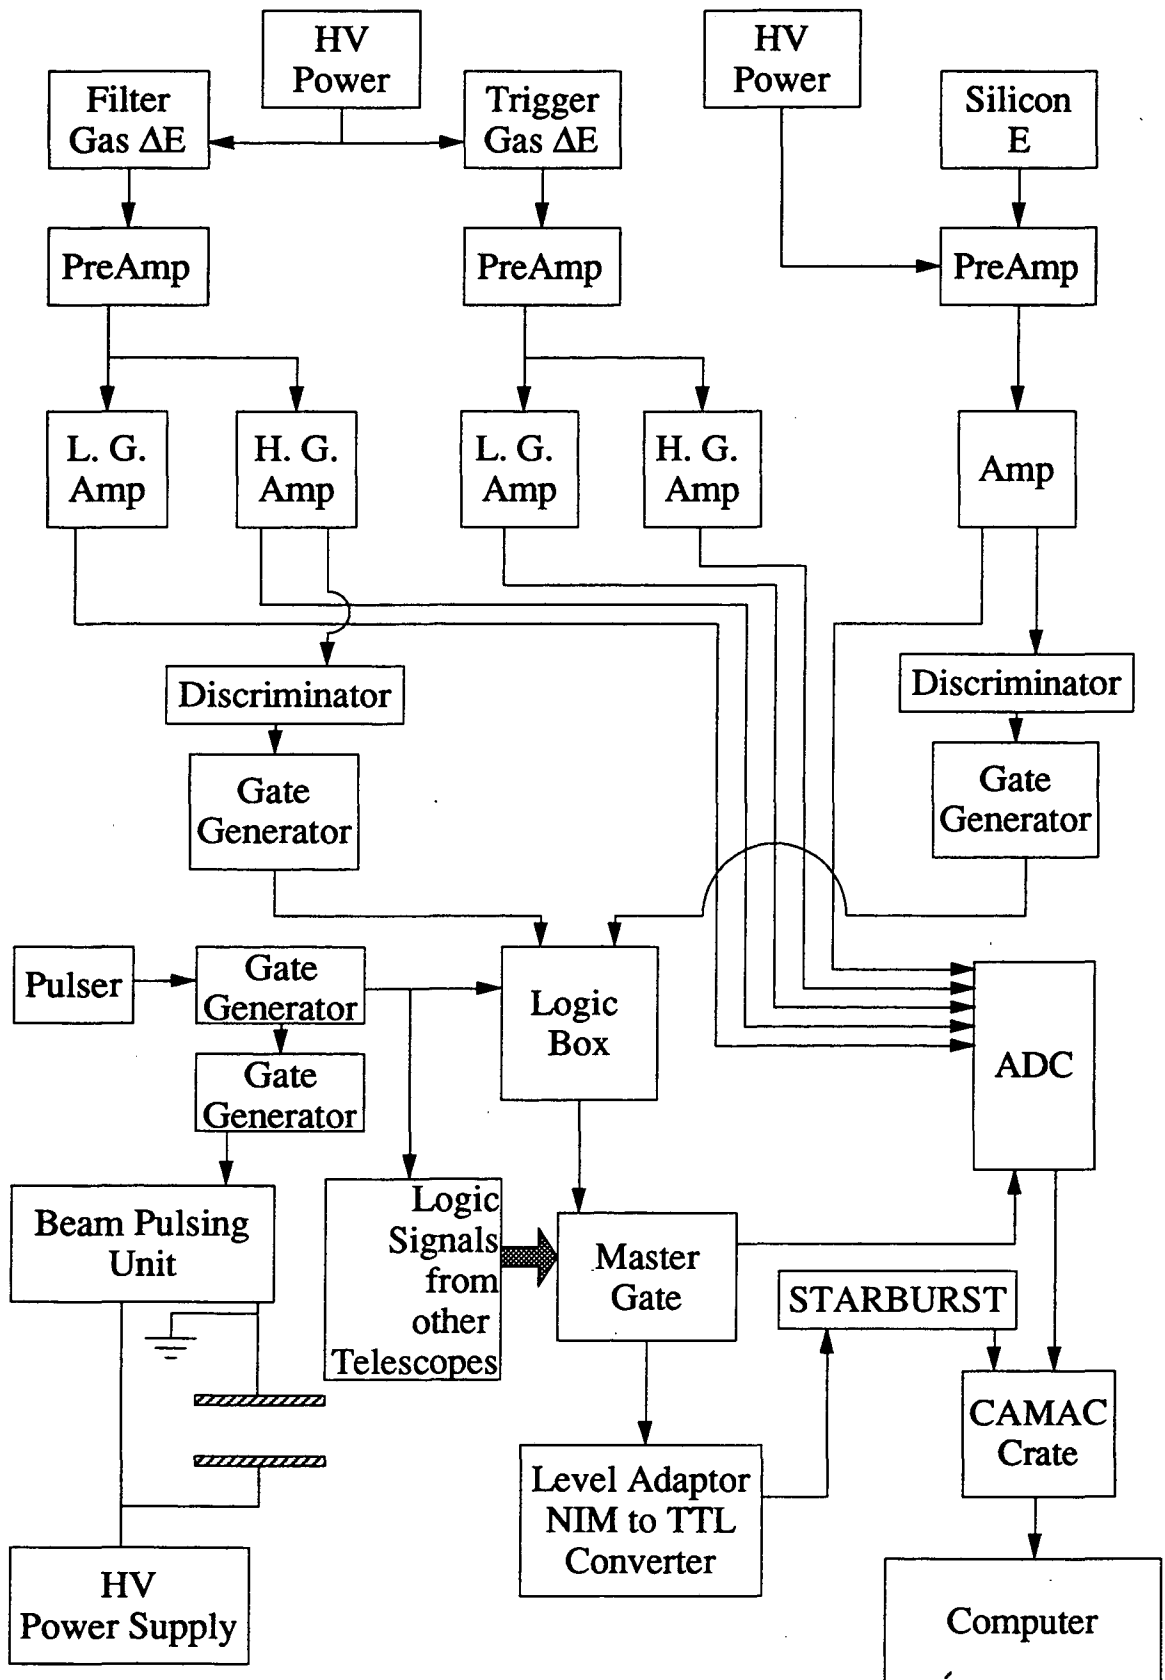 HV
Power
HV
Power
Filter
Gas ΔE
Trigger
Gas ΔE
Silicon
E
PreAmp
PreAmp
PreAmp
L. G.
Amp
H. G.
Amp
L. G.
Amp
H. G.
Amp
Amp
Discriminator
Discriminator
Gate
Generator
Gate
Generator
Pulser
Gate
Generator
Logic
Box
ADC
Gate
Generator
Beam Pulsing
Unit
Logic
Signals
from
other
Telescopes
Master
Gate
STARBURST
CAMAC
Crate
Level Adaptor
NIM to TTL
Converter
HV
Power Supply
Computer